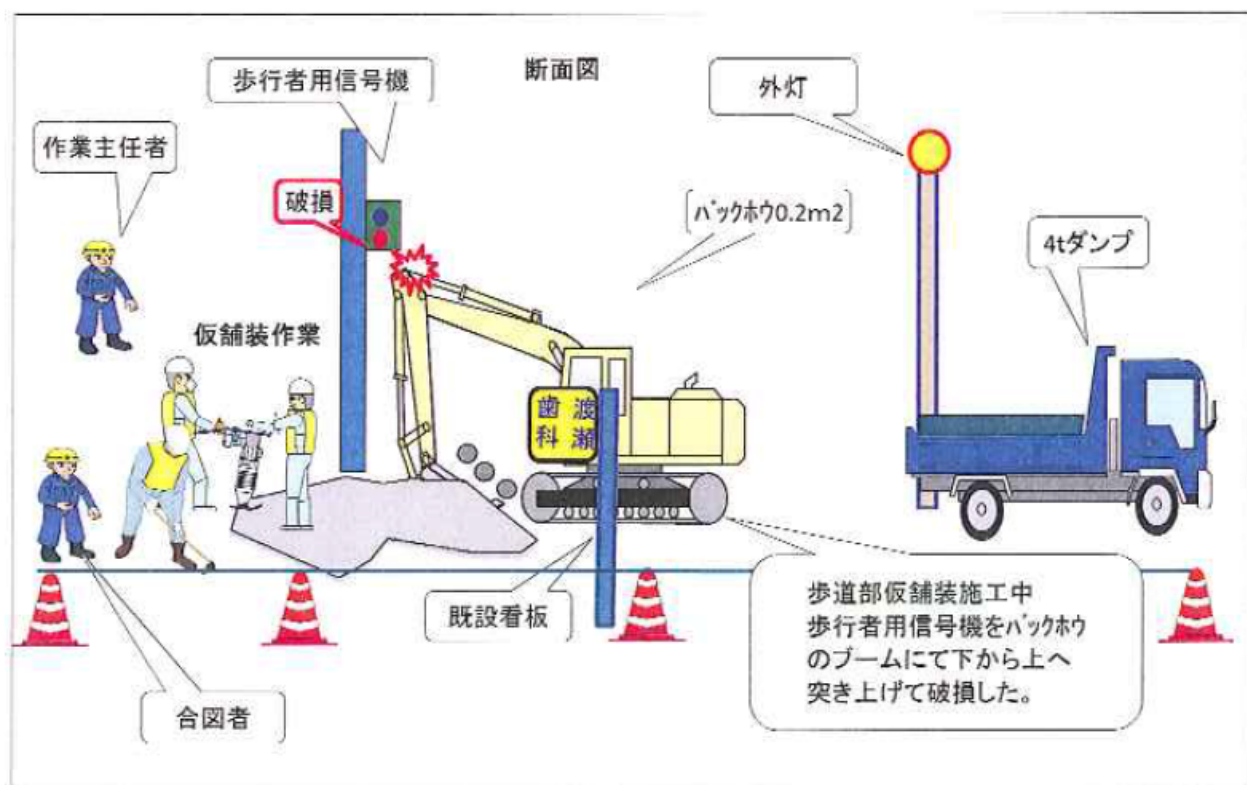 断面図
歩行者用信号機
外灯
作業主任者
破損
バックホウ0.2m2
4tダンプ
仮舗装作業
歯 渡
科 瀬
既設看板
歩道部仮舗装施工中
歩行者用信号機をバックホウ
のブームにて下から上へ
突き上げて破損した。
合図者